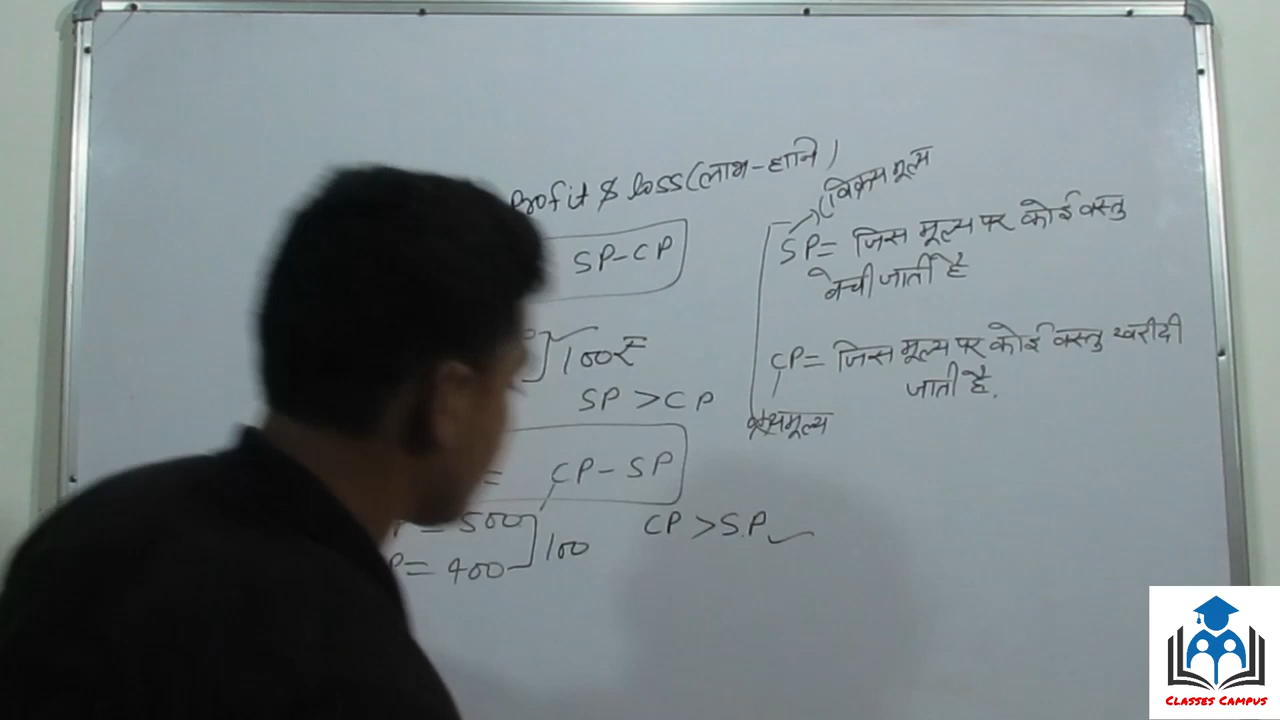 Profit & loss (लाभ-हानि)
SP-CP
100₹
SP > CP
= CP - SP
= 500
P = 400
100
CP > S.P
(विक्रय मूल्य
SP = जिस मूल्य पर कोई वस्तु
बेची जाती है
CP = जिस मूल्य पर कोई वस्तु खरीदी
जाती है.
क्रय मूल्य
CLASSES CAMPUS